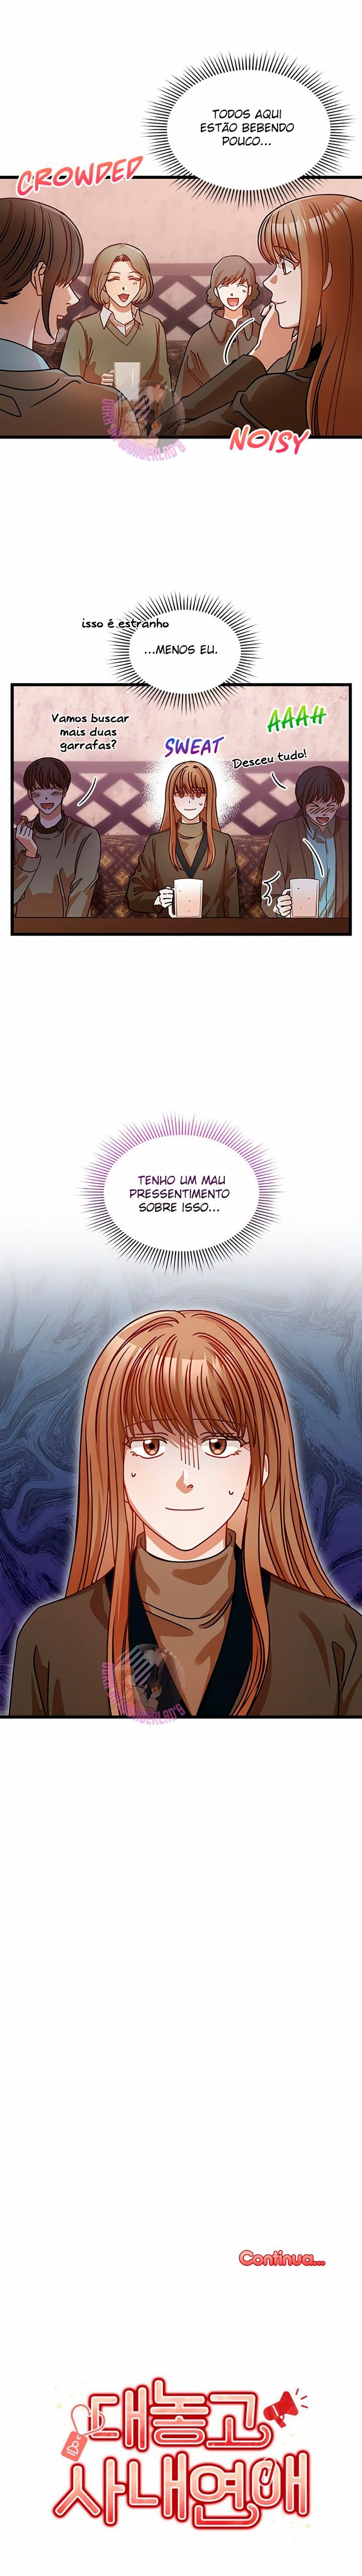 TODOS AQUI
ESTÃO BEBENDO
POUCO...
CROWDED
NOISY
isso é estranho
...MENOS EU.
Vamos buscar
mais duas
garrafas?
SWEAT
AAAH
Desceu tudo!
TENHO UM MAU
PRESSENTIMENTO
SOBRE ISSO...
Continua...
대놓고
사내연애